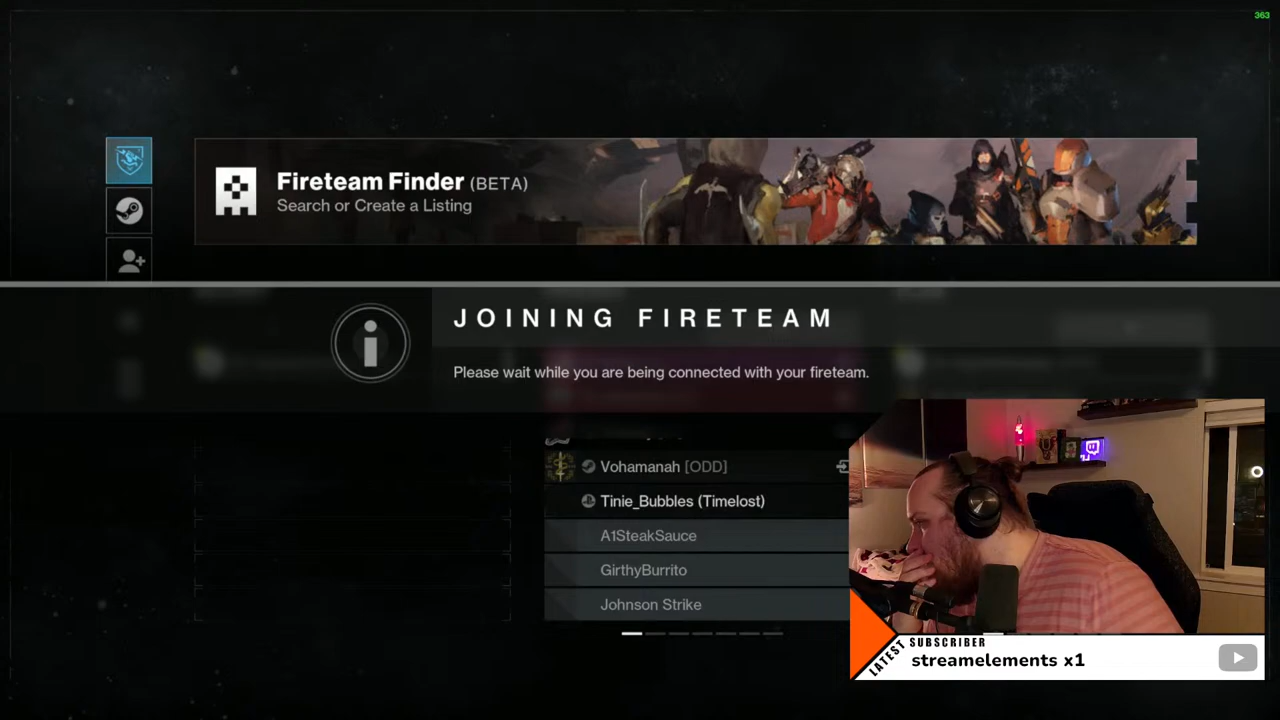 363
Fireteam Finder (BETA)
Search or Create a Listing
JOINING FIRETEAM
Please wait while you are being connected with your fireteam.
Vohamanah [ODD]
Tinie_Bubbles (Timelost)
A1SteakSauce
GirthyBurrito
Johnson Strike
LATEST SUBSCRIBER
streamelements x1